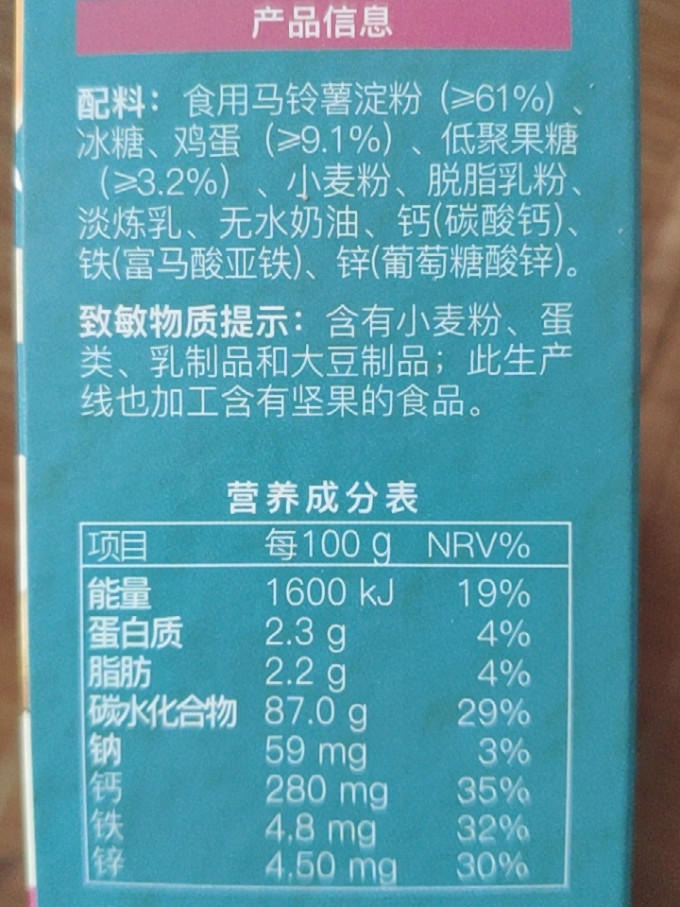 产品信息
配料：食用马铃薯淀粉（≥61%）、
冰糖、鸡蛋（≥9.1%）、低聚果糖
（≥3.2%）、小麦粉、脱脂乳粉、
淡炼乳、无水奶油、钙(碳酸钙)、
铁(富马酸亚铁)、锌(葡萄糖酸锌)。
致敏物质提示：含有小麦粉、蛋
类、乳制品和大豆制品；此生产
线也加工含有坚果的食品。
营养成分表
项目 每100 g NRV%
能量 1600 kJ 19%
蛋白质 2.3 g 4%
脂肪 2.2 g 4%
碳水化合物 87.0 g 29%
钠 59 mg 3%
钙 280 mg 35%
铁 4.8 mg 32%
锌 4.50 mg 30%